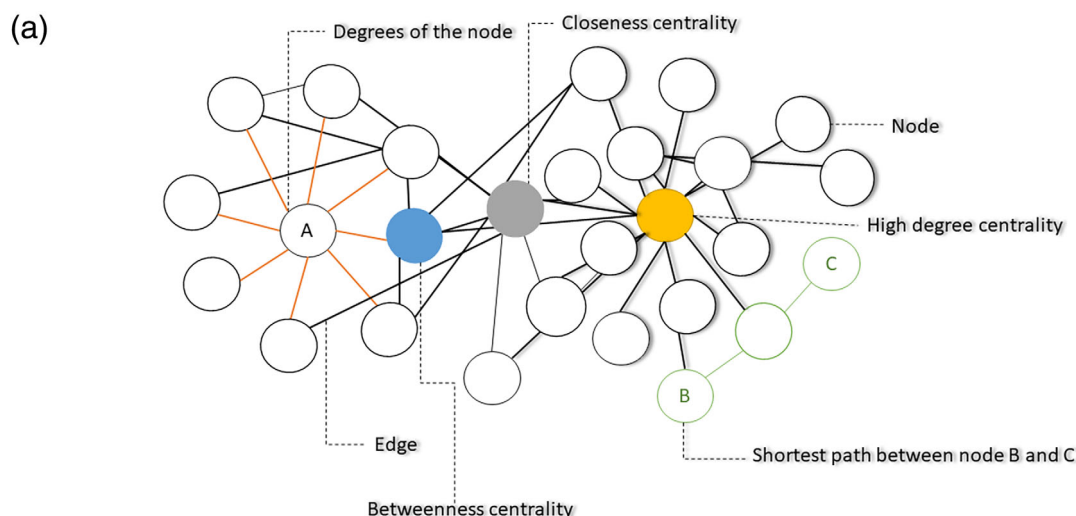 (a)
Degrees of the node
Closeness centrality
Node
A
High degree centrality
C
B
Edge
Shortest path between node B and C
Betweenness centrality